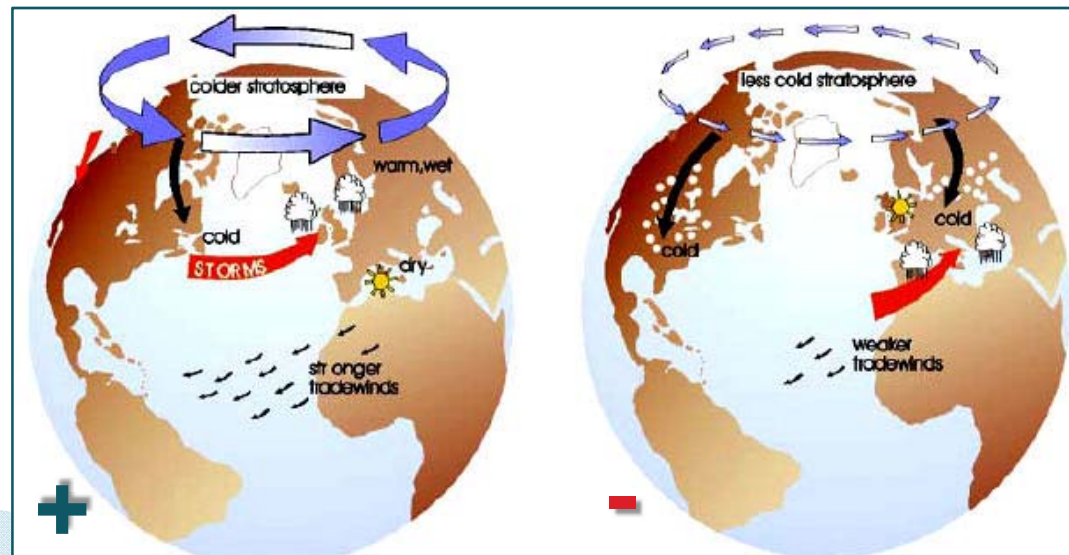 colder stratosphere
warm,wet
cold
STORMS
dry
str onger
tradewinds
+
less cold stratosphere
cold
cold
weaker
tradewinds
-